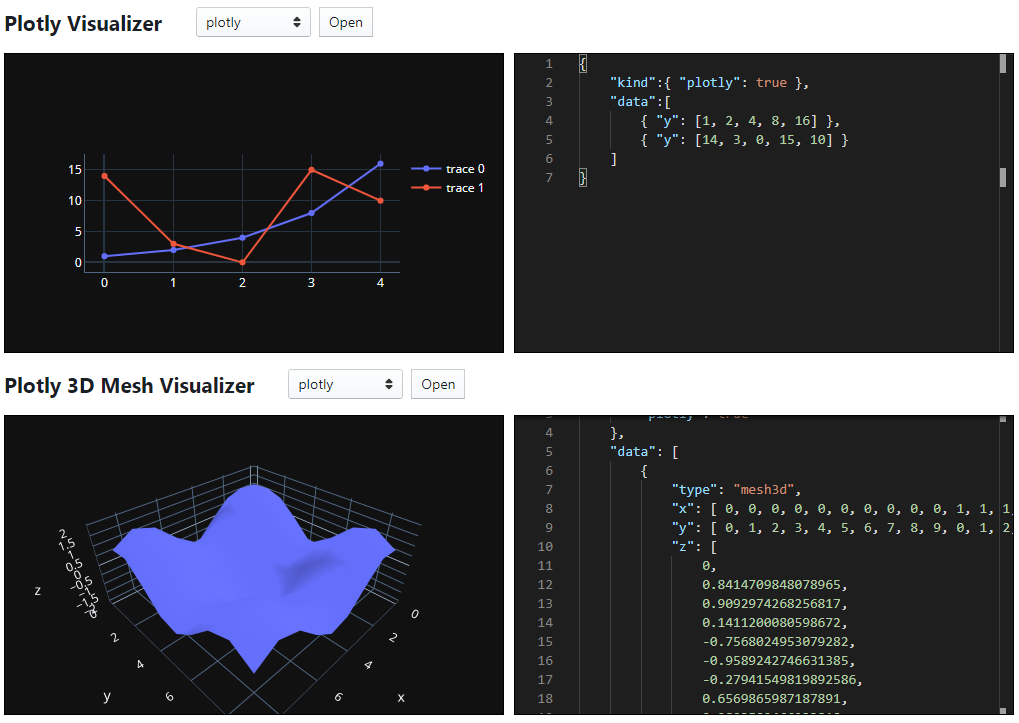 Plotly Visualizer
plotly
Open
15
10
5
0
0 1 2 3 4
trace 0
trace 1
1 {
2 "kind":{ "plotly": true },
3 "data":[
4 { "y": [1, 2, 4, 8, 16] },
5 { "y": [14, 3, 0, 15, 10] }
6 ]
7 }
Plotly 3D Mesh Visualizer
plotly
Open
2
1.5
1
0.5
0
−0.5
−1
−1.5
z
0
2
4
6
y
0
2
4
6
x
4 },
5 "data": [
6 {
7 "type": "mesh3d",
8 "x": [ 0, 0, 0, 0, 0, 0, 0, 0, 0, 0, 1, 1, 1,
9 "y": [ 0, 1, 2, 3, 4, 5, 6, 7, 8, 9, 0, 1, 2,
10 "z": [
11 0,
12 0.8414709848078965,
13 0.9092974268256817,
14 0.1411200080598672,
15 -0.7568024953079282,
16 -0.9589242746631385,
17 -0.27941549819892586,
18 0.6569865987187891,